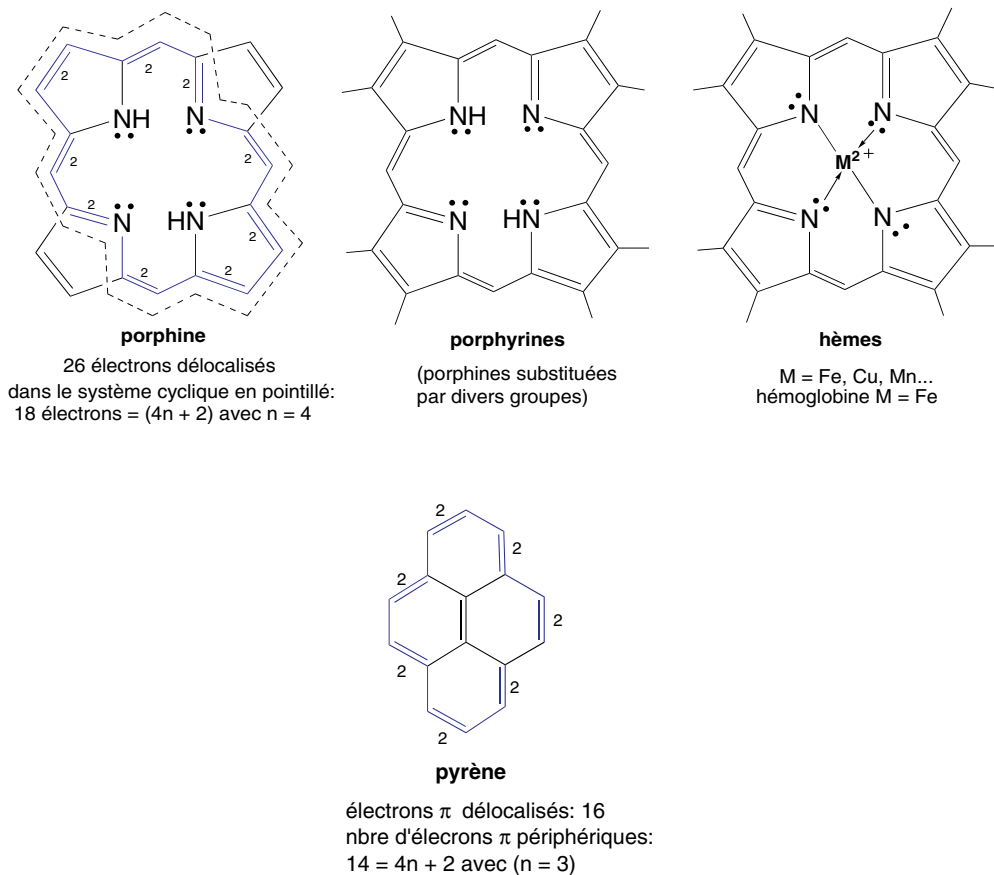 2
2
2
2
2
2
2
2
2
NH
N
N
HN
NH
N
N
HN
N
N
M2+
N
N
porphine
26 électrons délocalisés
dans le système cyclique en pointillé:
18 électrons = (4n + 2) avec n = 4
porphyrines
(porphines substituées
par divers groupes)
hèmes
M = Fe, Cu, Mn...
hémoglobine M = Fe
2
2
2
2
2
2
2
pyrène
électrons π délocalisés: 16
nbre d'élecrons π périphériques:
14 = 4n + 2 avec (n = 3)